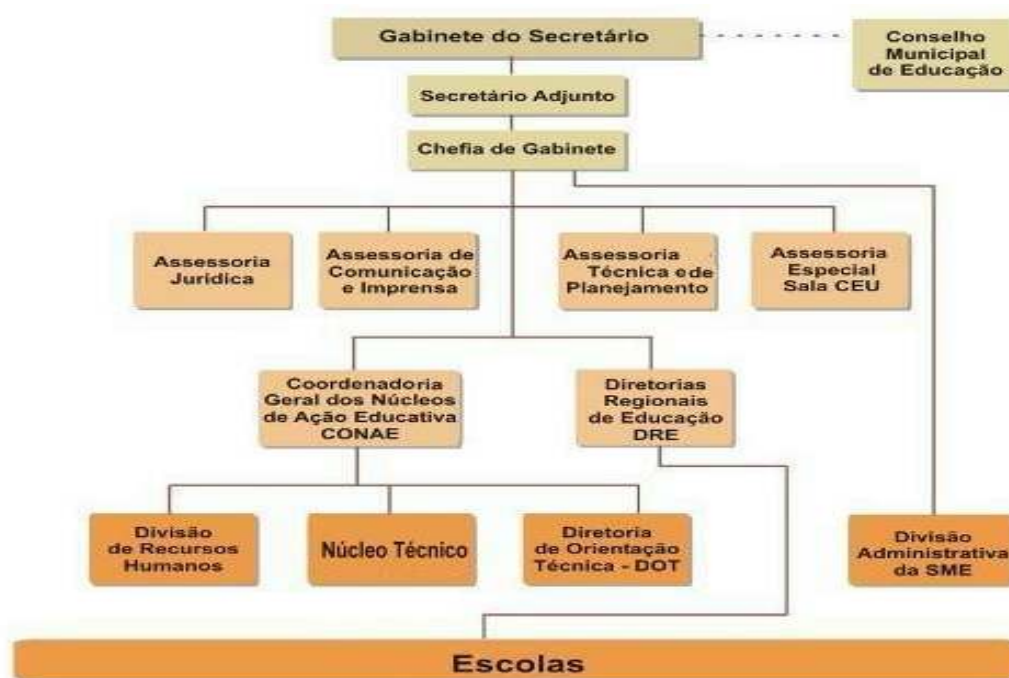 Gabinete do Secretário
Conselho
Municipal
de Educação
Secretário Adjunto
Chefia de Gabinete
Assessoria
Jurídica
Assessoria de
Comunicação
e Imprensa
Assessoria
Técnica e de
Planejamento
Assessoria
Especial
Sala CEU
Coordenadoria
Geral dos Núcleos
de Ação Educativa
CONAE
Diretorias
Regionais
de Educação
DRE
Divisão
de Recursos
Humanos
Núcleo Técnico
Diretoria
de Orientação
Técnica - DOT
Divisão
Administrativa
da SME
Escolas